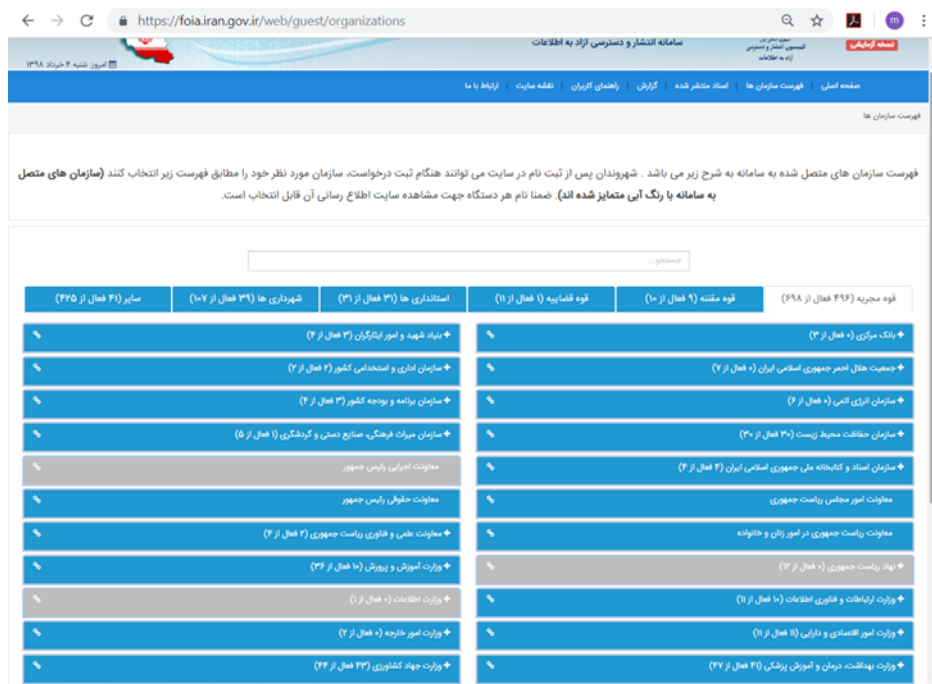 https://foia.iran.gov.ir/web/guest/organizations
m
سامانه انتشار و دسترسی آزاد به اطلاعات
کمیسیون انتشار و دسترسی
آزاد به اطلاعات
نسخه آزمایشی
امروز: شنبه ۴ خرداد ۱۳۹۸
صفحه اصلی | فهرست سازمان ها | اسناد منتشر شده | گزارش | راهنمای کاربران | نقشه سایت | ارتباط با ما
فهرست سازمان ها
فهرست سازمان های متصل شده به سامانه به شرح زیر می باشد . شهروندان پس از ثبت نام در سایت می توانند هنگام ثبت درخواست، سازمان مورد نظر خود را مطابق فهرست زیر انتخاب کنند (سازمان های متصل
به سامانه با رنگ آبی متمایز شده اند). ضمنا نام هر دستگاه جهت مشاهده سایت اطلاع رسانی آن قابل انتخاب است.
جستجو...
قوه مجریه (۴۹۶ فعال از ۶۹۸) قوه مقننه (۹ فعال از ۱۰) قوه قضاییه (۱ فعال از ۱۱) استانداری ها (۳۱ فعال از ۳۱) شهرداری ها (۳۹ فعال از ۱۰۷) سایر (۴۱ فعال از ۴۲۵)
بانک مرکزی (۰ فعال از ۳) بنیاد شهید و امور ایثارگران (۳ فعال از ۴)
جمعیت هلال احمر جمهوری اسلامی ایران (۰ فعال از ۷) سازمان اداری و استخدامی کشور (۲ فعال از ۲)
سازمان انرژی اتمی (۰ فعال از ۶) سازمان برنامه و بودجه کشور (۳ فعال از ۴)
سازمان حفاظت محیط زیست (۳۰ فعال از ۳۰) سازمان میراث فرهنگی، صنایع دستی و گردشگری (۱ فعال از ۵)
سازمان اسناد و کتابخانه ملی جمهوری اسلامی ایران (۴ فعال از ۴) معاونت اجرایی رئیس جمهور
معاونت امور مجلس ریاست جمهوری معاونت حقوقی رئیس جمهور
معاونت ریاست جمهوری در امور زنان و خانواده معاونت علمی و فناوری ریاست جمهوری (۲ فعال از ۴)
نهاد ریاست جمهوری (۰ فعال از ۱۲) وزارت آموزش و پرورش (۱۰ فعال از ۳۶)
وزارت ارتباطات و فناوری اطلاعات (۱۰ فعال از ۱۱) وزارت اطلاعات (۰ فعال از ۱)
وزارت امور اقتصادی و دارایی (۱۱ فعال از ۱۱) وزارت امور خارجه (۰ فعال از ۲)
وزارت بهداشت، درمان و آموزش پزشکی (۴۱ فعال از ۴۷) وزارت جهاد کشاورزی (۴۳ فعال از ۴۴)